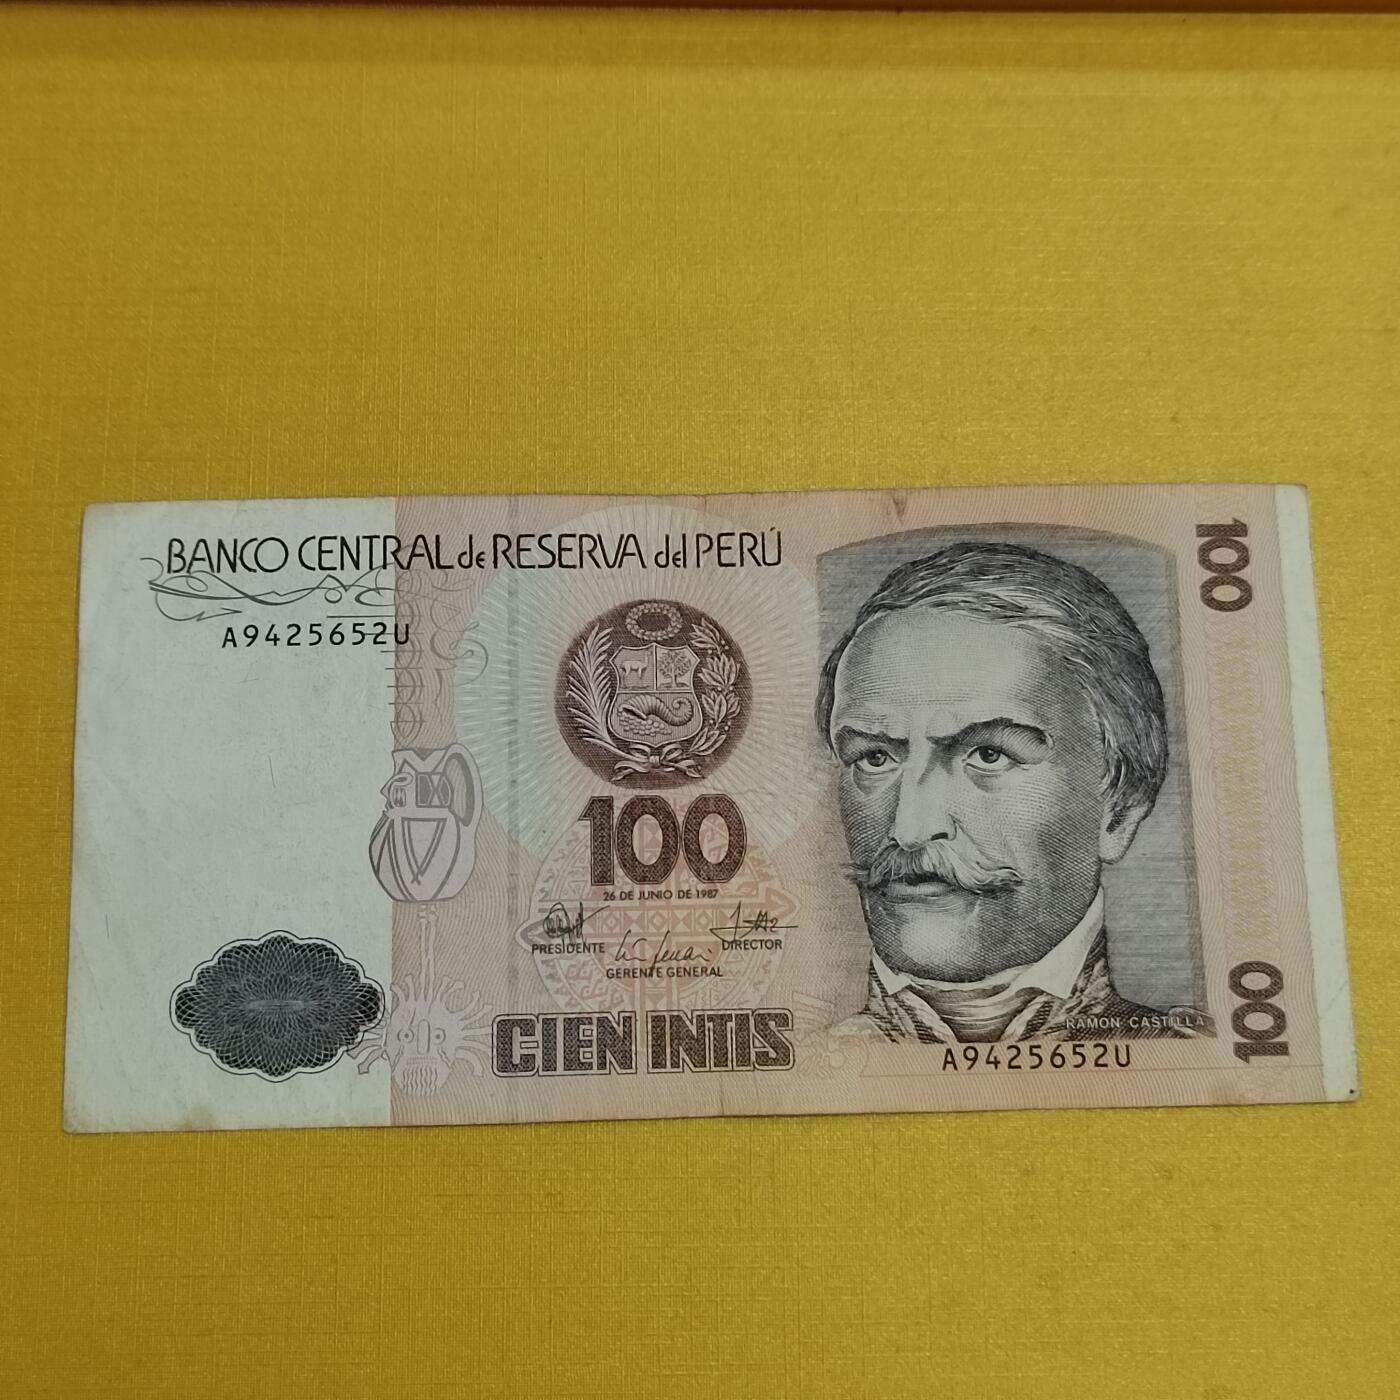 BANCO CENTRAL de RESERVA del PERÚ
A9425652U
100
100
26 DE JUNIO DE 1987
PRESIDENTE
DIRECTOR
GERENTE GENERAL
CIEN INTIS
RAMON CASTILLA
A9425652U
100